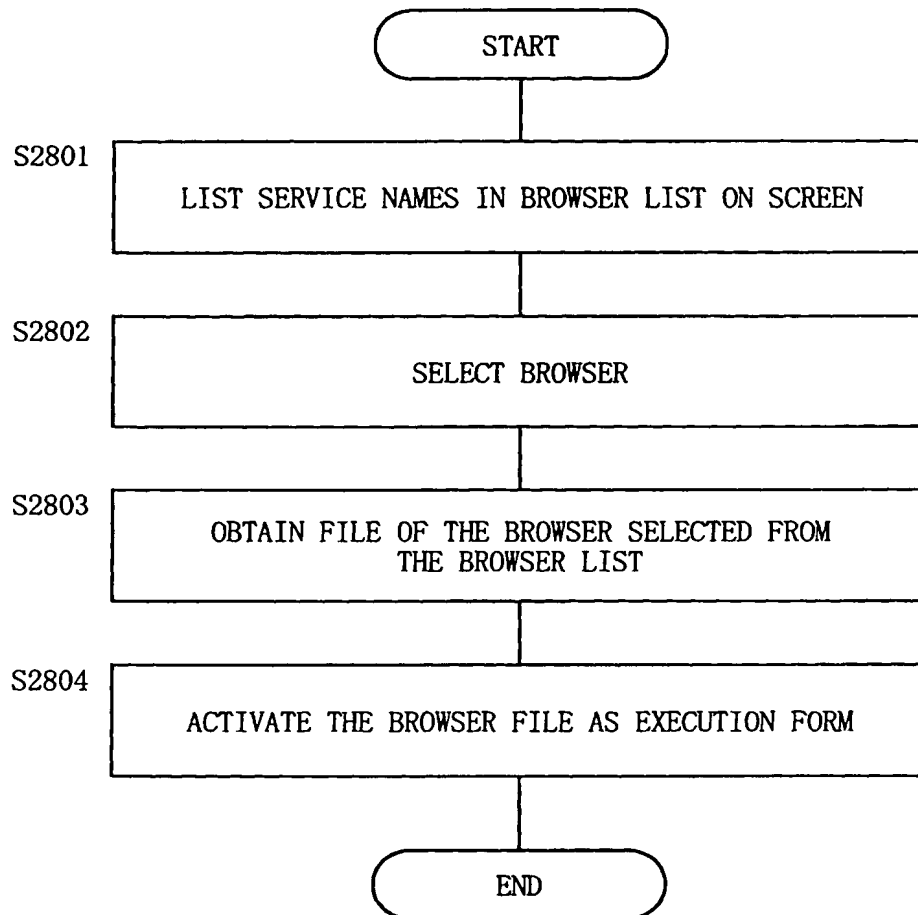 START
S2801
LIST SERVICE NAMES IN BROWSER LIST ON SCREEN
S2802
SELECT BROWSER
S2803
OBTAIN FILE OF THE BROWSER SELECTED FROM
THE BROWSER LIST
S2804
ACTIVATE THE BROWSER FILE AS EXECUTION FORM
END